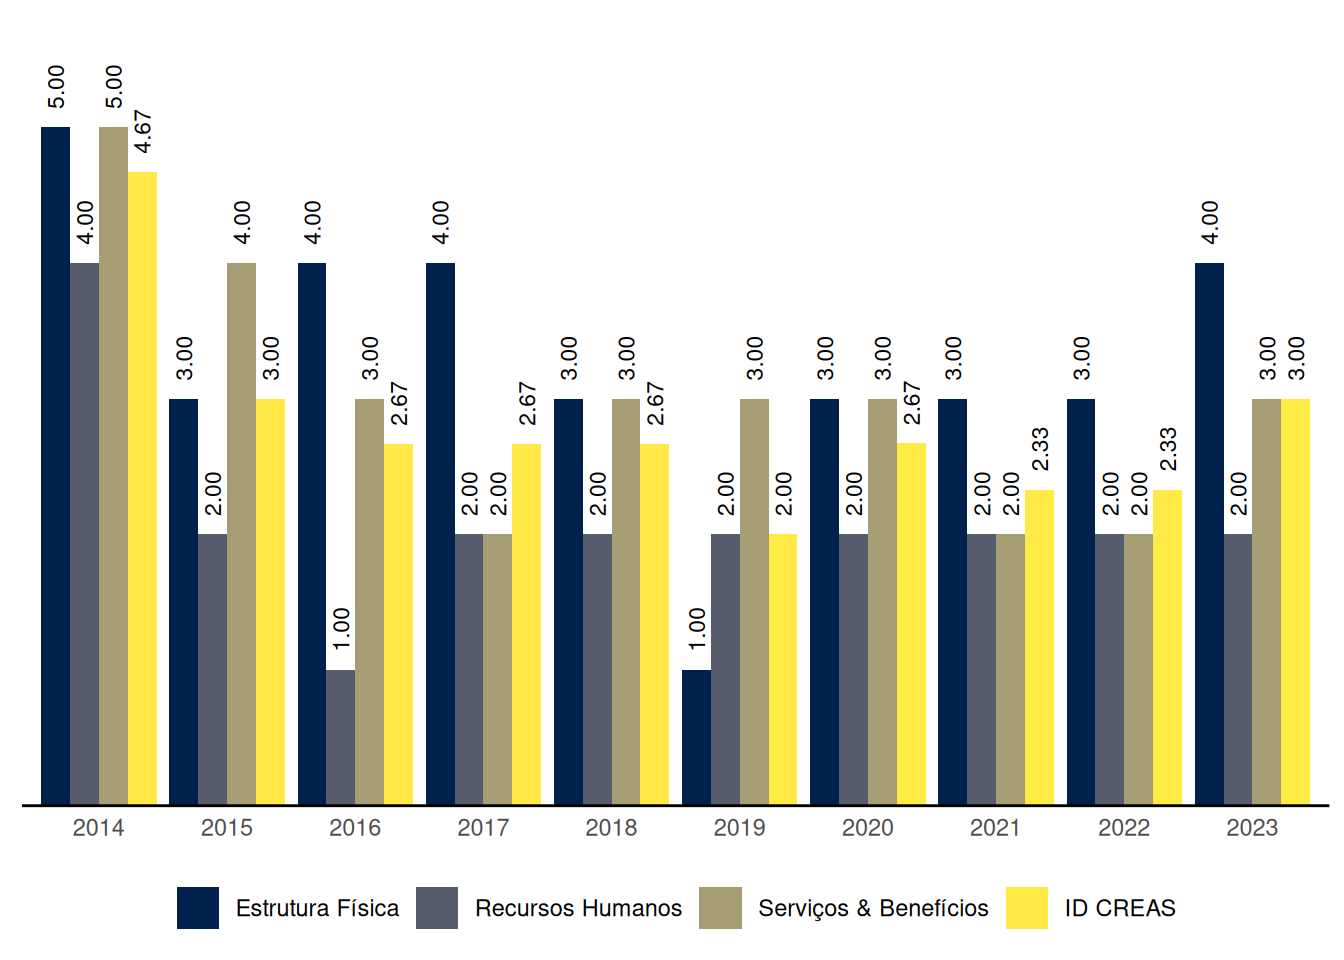 5.00 4.00 5.00 4.67 3.00 2.00 4.00 3.00 4.00 1.00 3.00 2.67 4.00 2.00 2.00 2.67 3.00 2.00 3.00 2.67 1.00 2.00 3.00 2.00 3.00 2.00 3.00 2.67 3.00 2.00 2.00 2.33 3.00 2.00 2.00 2.33 4.00 2.00 3.00 3.00
2014 2015 2016 2017 2018 2019 2020 2021 2022 2023
Estrutura Física Recursos Humanos Serviços & Benefícios ID CREAS